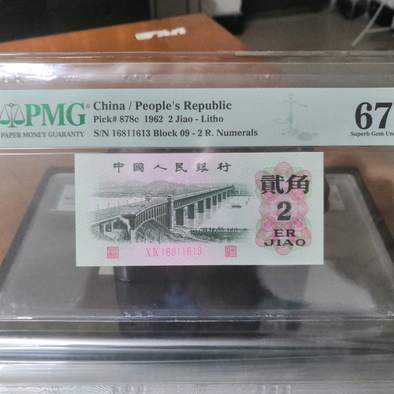 PMG
PAPER MONEY GUARANTY
China / People's Republic
Pick# 878c 1962 2 Jiao - Litho
S/N 16811613 Block 09 - 2 R. Numerals
67
Superb Gem Unc
中國人民銀行
貳角
2
ER
JIAO
X IX 16811613